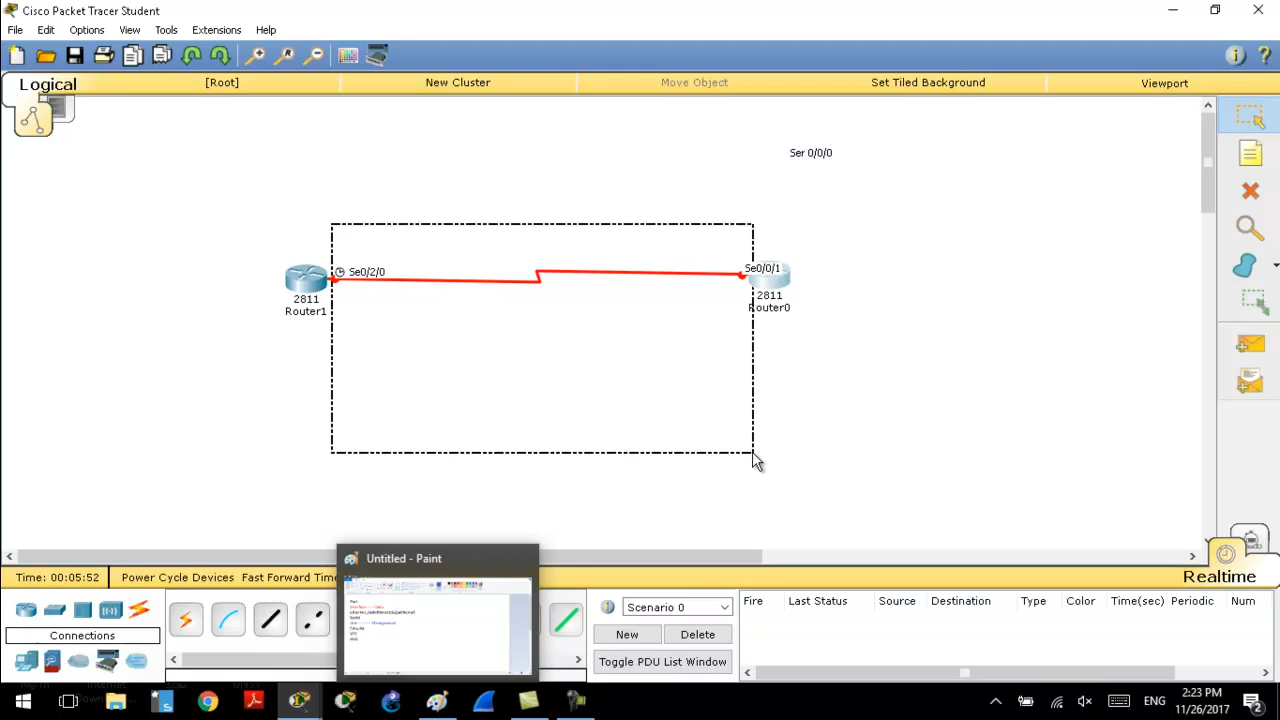 Cisco Packet Tracer Student
File Edit Options View Tools Extensions Help
Logical
[Root] New Cluster Move Object Set Tiled Background Viewport
Ser 0/0/0
Se0/2/0
Se0/0/1
2811
Router1
2811
Router0
Untitled - Paint
Time: 00:05:52 Power Cycle Devices Fast Forward Time
Realtime
Connections
Scenario 0
New Delete
Toggle PDU List Window
Fire Last Status Source Destination Type Color Time(sec) Periodic Num
ENG
2:23 PM
11/26/2017
2